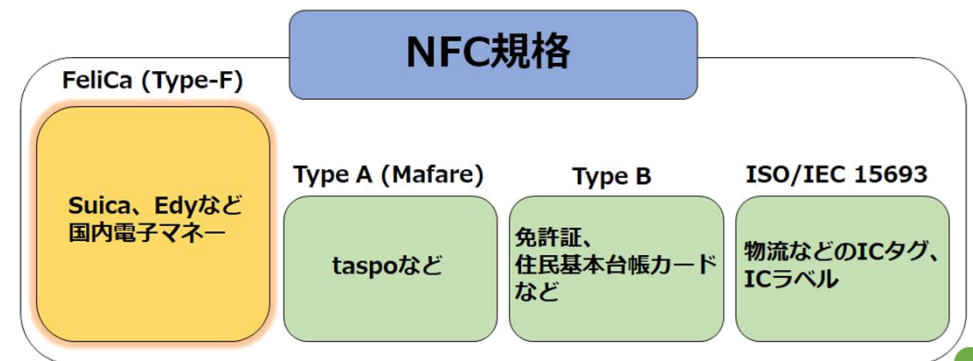 NFC規格
FeliCa (Type-F)
Suica、Edyなど
国内電子マネー
Type A (Mafare)
taspoなど
Type B
免許証、
住民基本台帳カード
など
ISO/IEC 15693
物流などのICタグ、
ICラベル